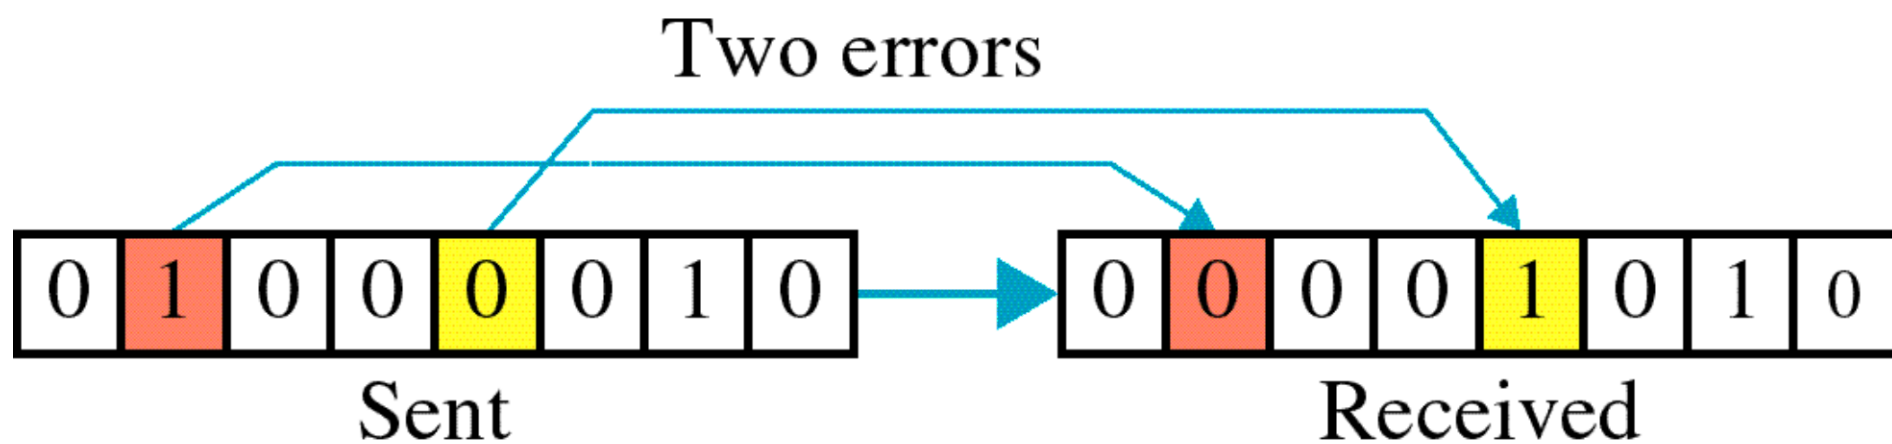 Two errors
0 1 0 0 0 0 1 0 0 0 0 0 1 0 1 0
Sent Received